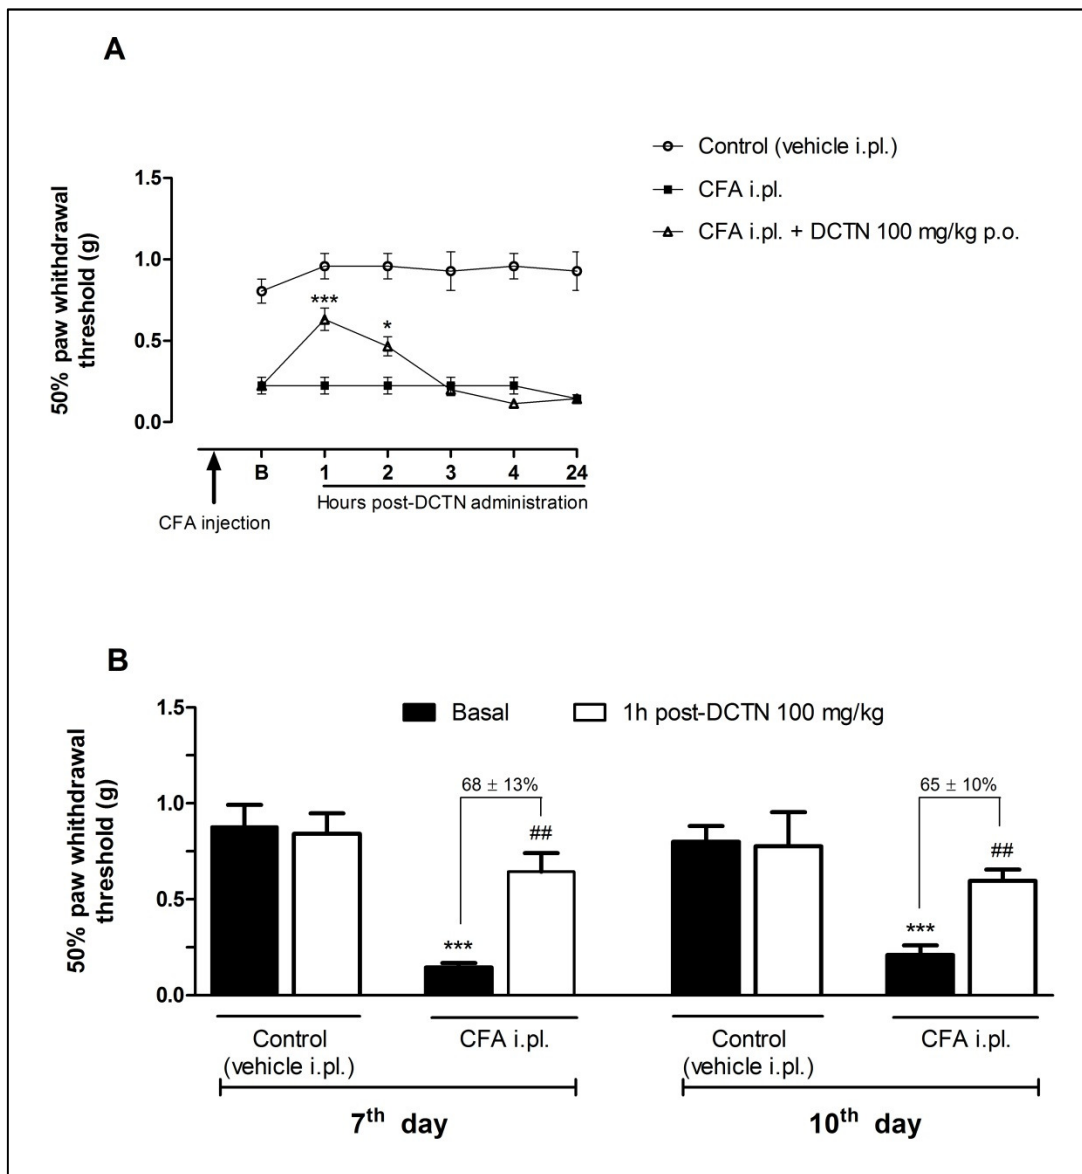 A
Control (vehicle i.pl.)
CFA i.pl.
CFA i.pl. + DCTN 100 mg/kg p.o.
50% paw whithdrawal
threshold (g)
1.5
1.0
0.5
0.0
***
*
B 1 2 3 4 24
Hours post-DCTN administration
CFA injection
B
Basal 1h post-DCTN 100 mg/kg
50% paw whithdrawal
threshold (g)
1.5
1.0
0.5
0.0
68 ± 13%
##
***
65 ± 10%
##
***
Control
(vehicle i.pl.)
CFA i.pl.
Control
(vehicle i.pl.)
CFA i.pl.
7th day
10th day